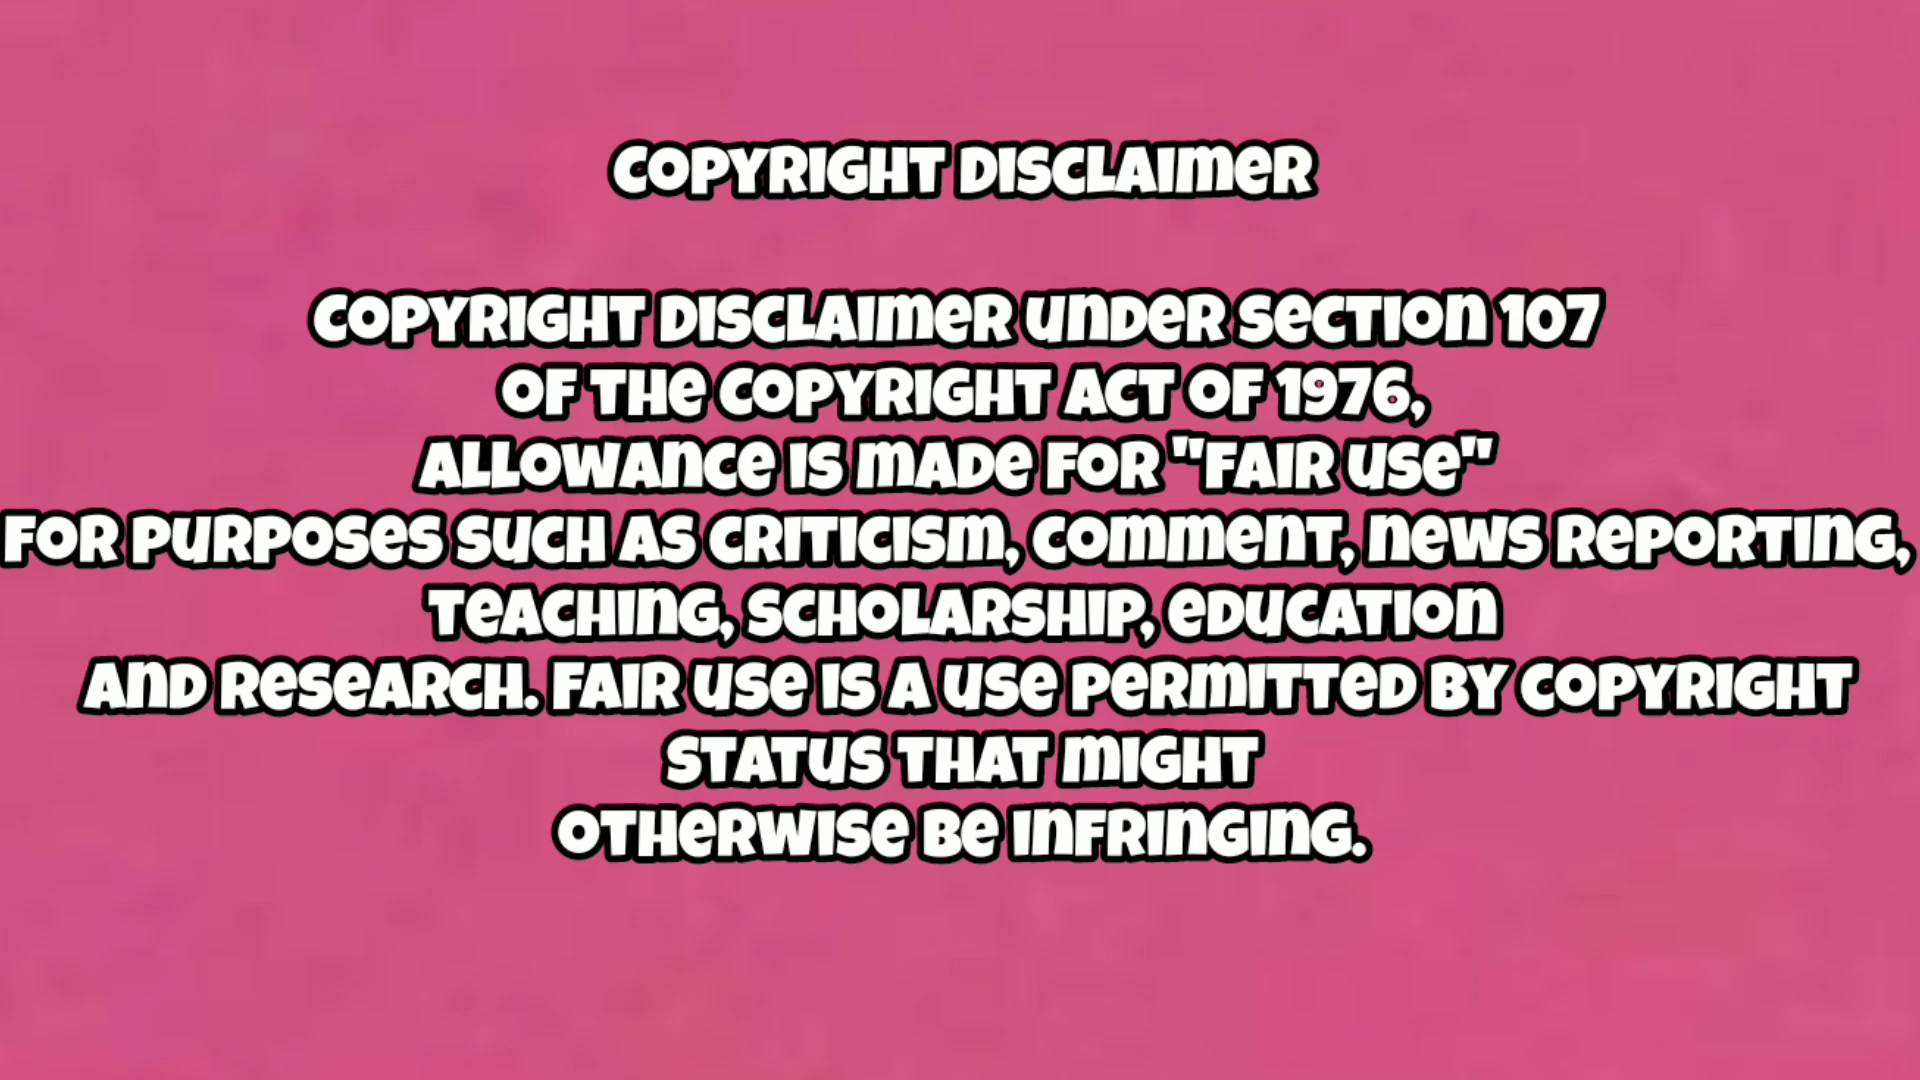 COPYRIGHT DISCLAIMER
COPYRIGHT DISCLAIMER UNDER SECTION 107
OF THE COPYRIGHT ACT OF 1976,
ALLOWANCE IS MADE FOR "FAIR USE"
FOR PURPOSES SUCH AS CRITICISM, COMMENT, NEWS REPORTING,
TEACHING, SCHOLARSHIP, EDUCATION
AND RESEARCH. FAIR USE IS A USE PERMITTED BY COPYRIGHT
STATUS THAT MIGHT
OTHERWISE BE INFRINGING.